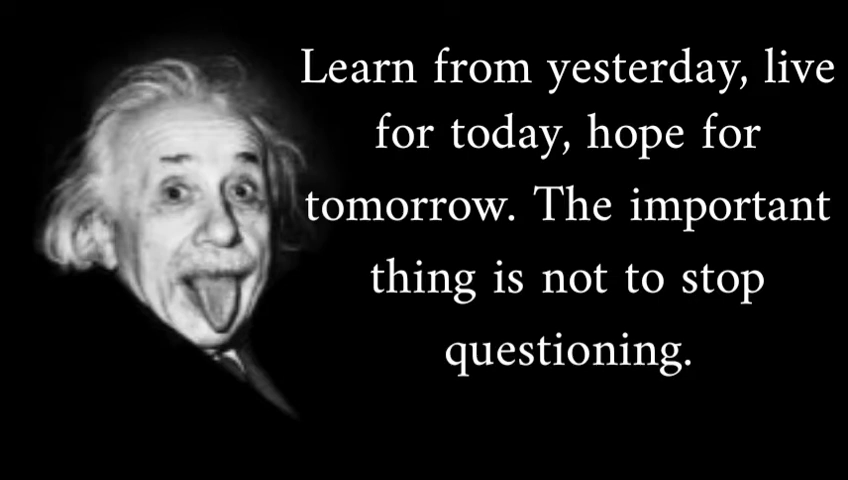 Learn from yesterday, live
for today, hope for
tomorrow. The important
thing is not to stop
questioning.